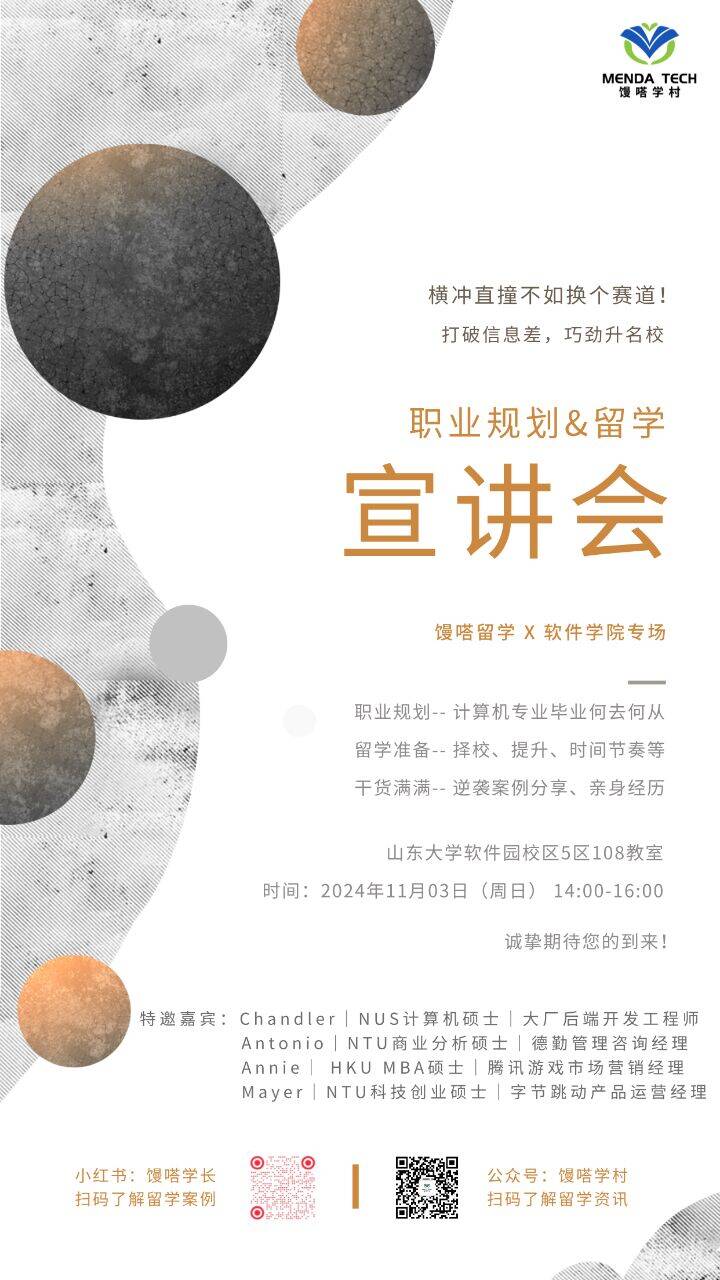 MENDA TECH
馒嗒学村
横冲直撞不如换个赛道！
打破信息差，巧劲升名校
职业规划&留学
宣讲会
馒嗒留学 X 软件学院专场
职业规划-- 计算机专业毕业何去何从
留学准备-- 择校、提升、时间节奏等
干货满满-- 逆袭案例分享、亲身经历
山东大学软件园校区5区108教室
时间：2024年11月03日（周日） 14:00-16:00
诚挚期待您的到来！
特邀嘉宾：Chandler｜NUS计算机硕士｜大厂后端开发工程师
Antonio｜NTU商业分析硕士｜德勤管理咨询经理
Annie｜ HKU MBA硕士｜腾讯游戏市场营销经理
Mayer｜NTU科技创业硕士｜字节跳动产品运营经理
小红书：馒嗒学长
扫码了解留学案例
公众号：馒嗒学村
扫码了解留学资讯